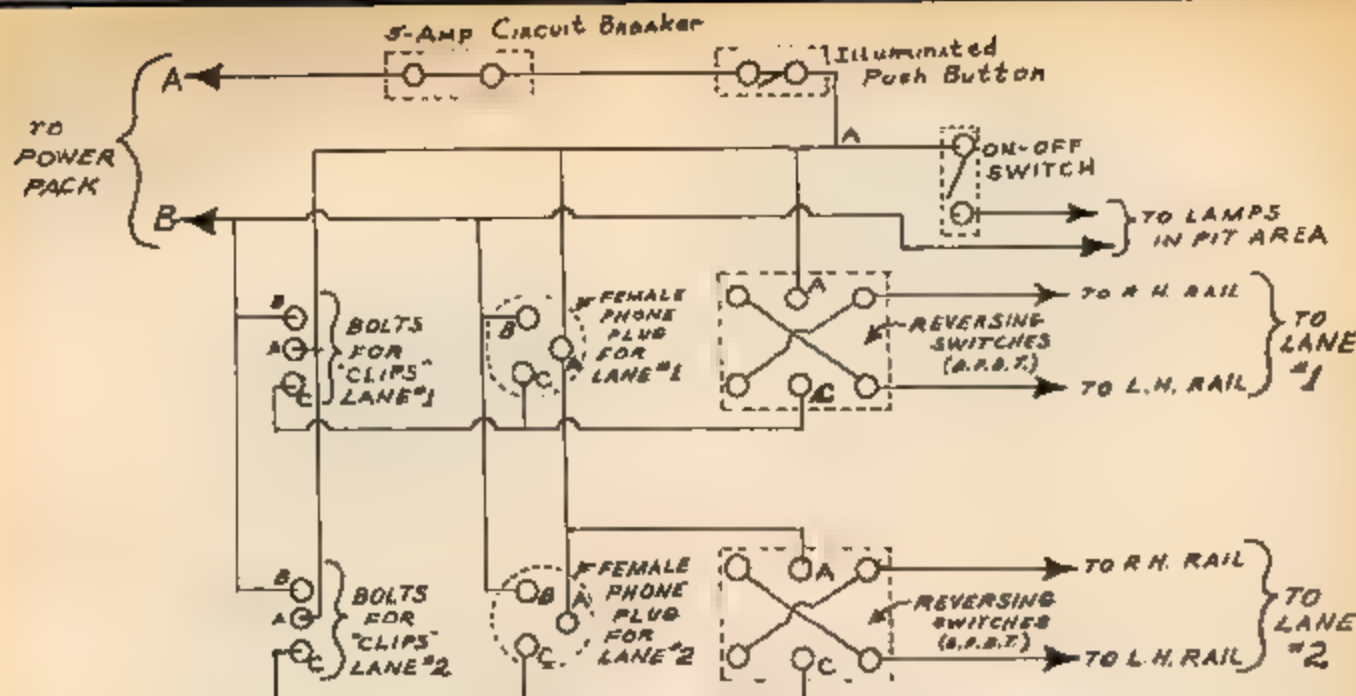 5-Amp Circuit Breaker
Illuminated
Push Button
A
TO
POWER
PACK
A
ON-OFF
SWITCH
B
TO LAMPS
IN PIT AREA
B
A
C
BOLTS
FOR
"CLIPS"
LANE #1
B
C
A
FEMALE
PHONE
PLUG
FOR
LANE #1
A
C
REVERSING
SWITCHES
(D.P.D.T.)
TO R.H. RAIL
TO L.H. RAIL
TO
LANE
#1
B
A
C
BOLTS
FOR
"CLIPS"
LANE #2
B
A
C
FEMALE
PHONE
PLUG
FOR
LANE #2
A
C
REVERSING
SWITCHES
(D.P.D.T.)
TO R.H. RAIL
TO L.H. RAIL
TO
LANE
#2